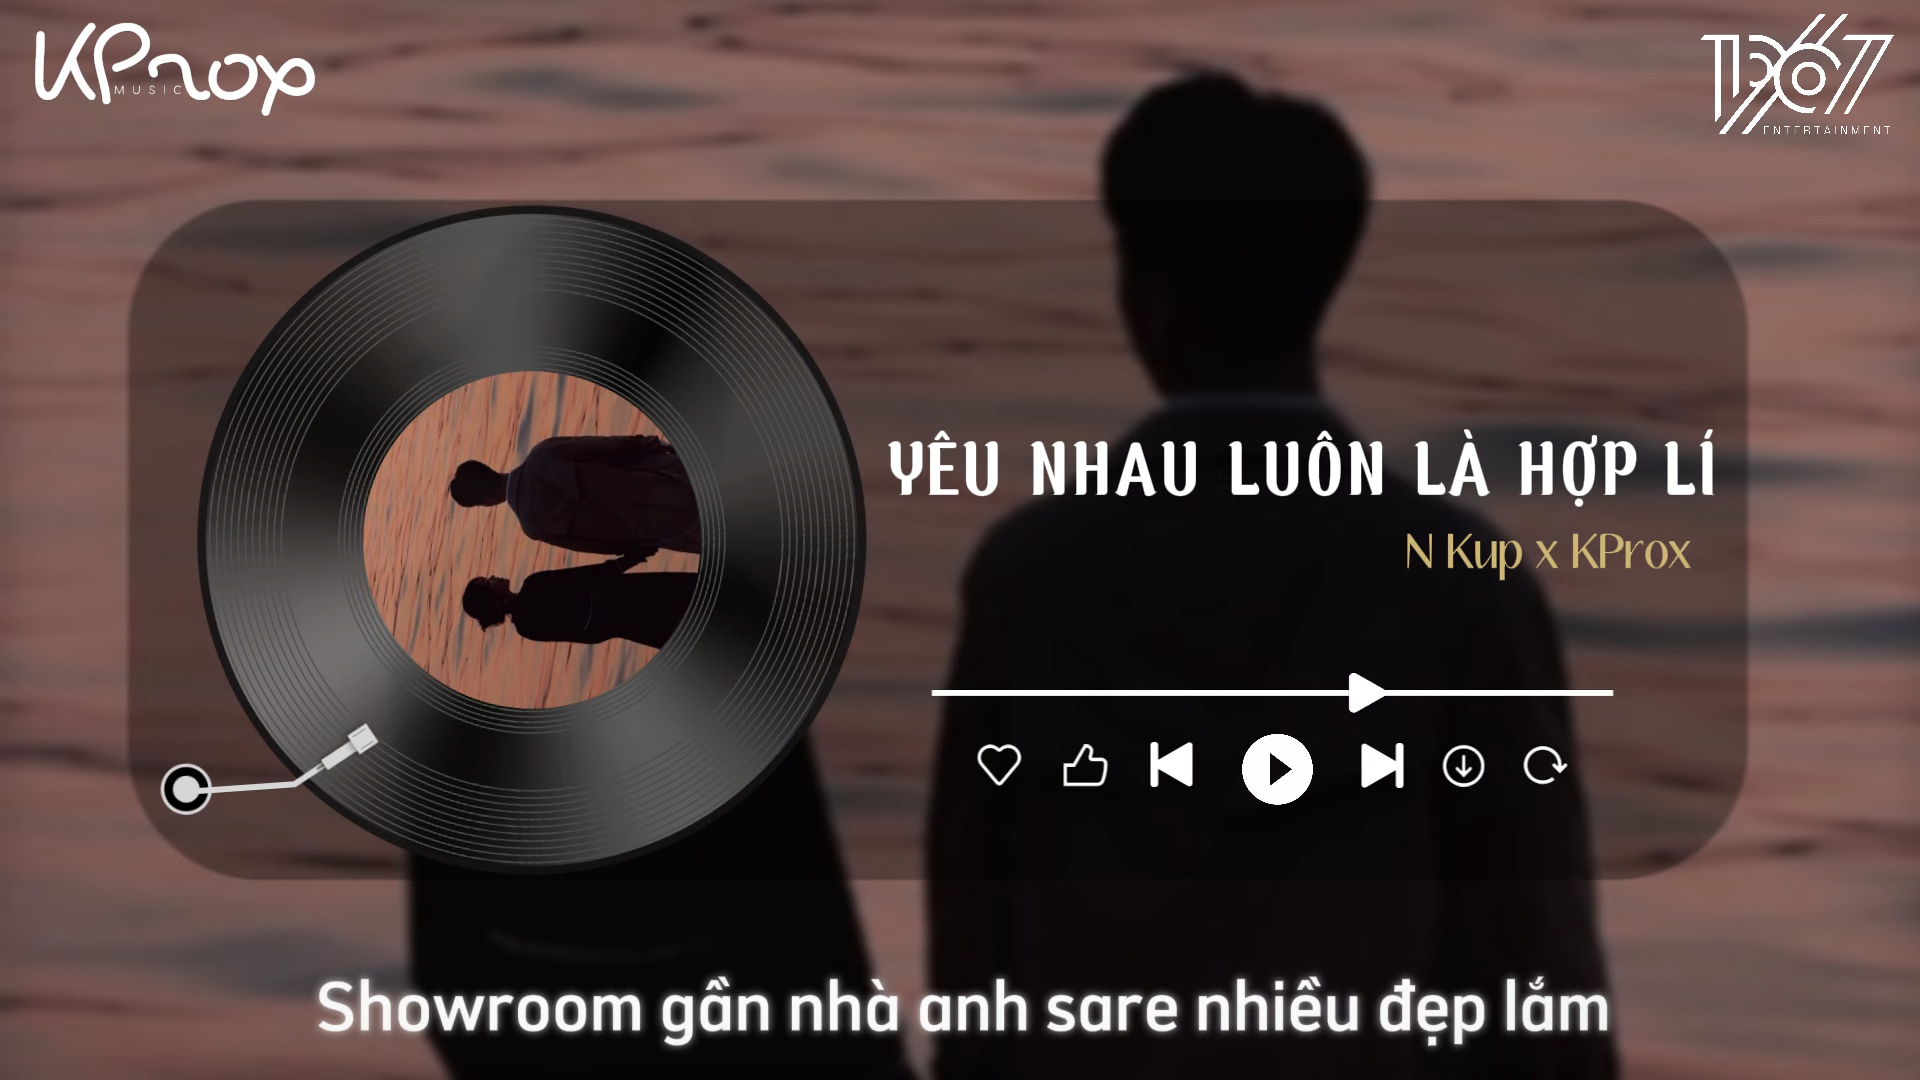 KProx
MUSIC
1967
ENTERTAINMENT
YÊU NHAU LUÔN LÀ HỢP LÍ
N Kup x KProx
Showroom gần nhà anh sare nhiều đẹp lắm